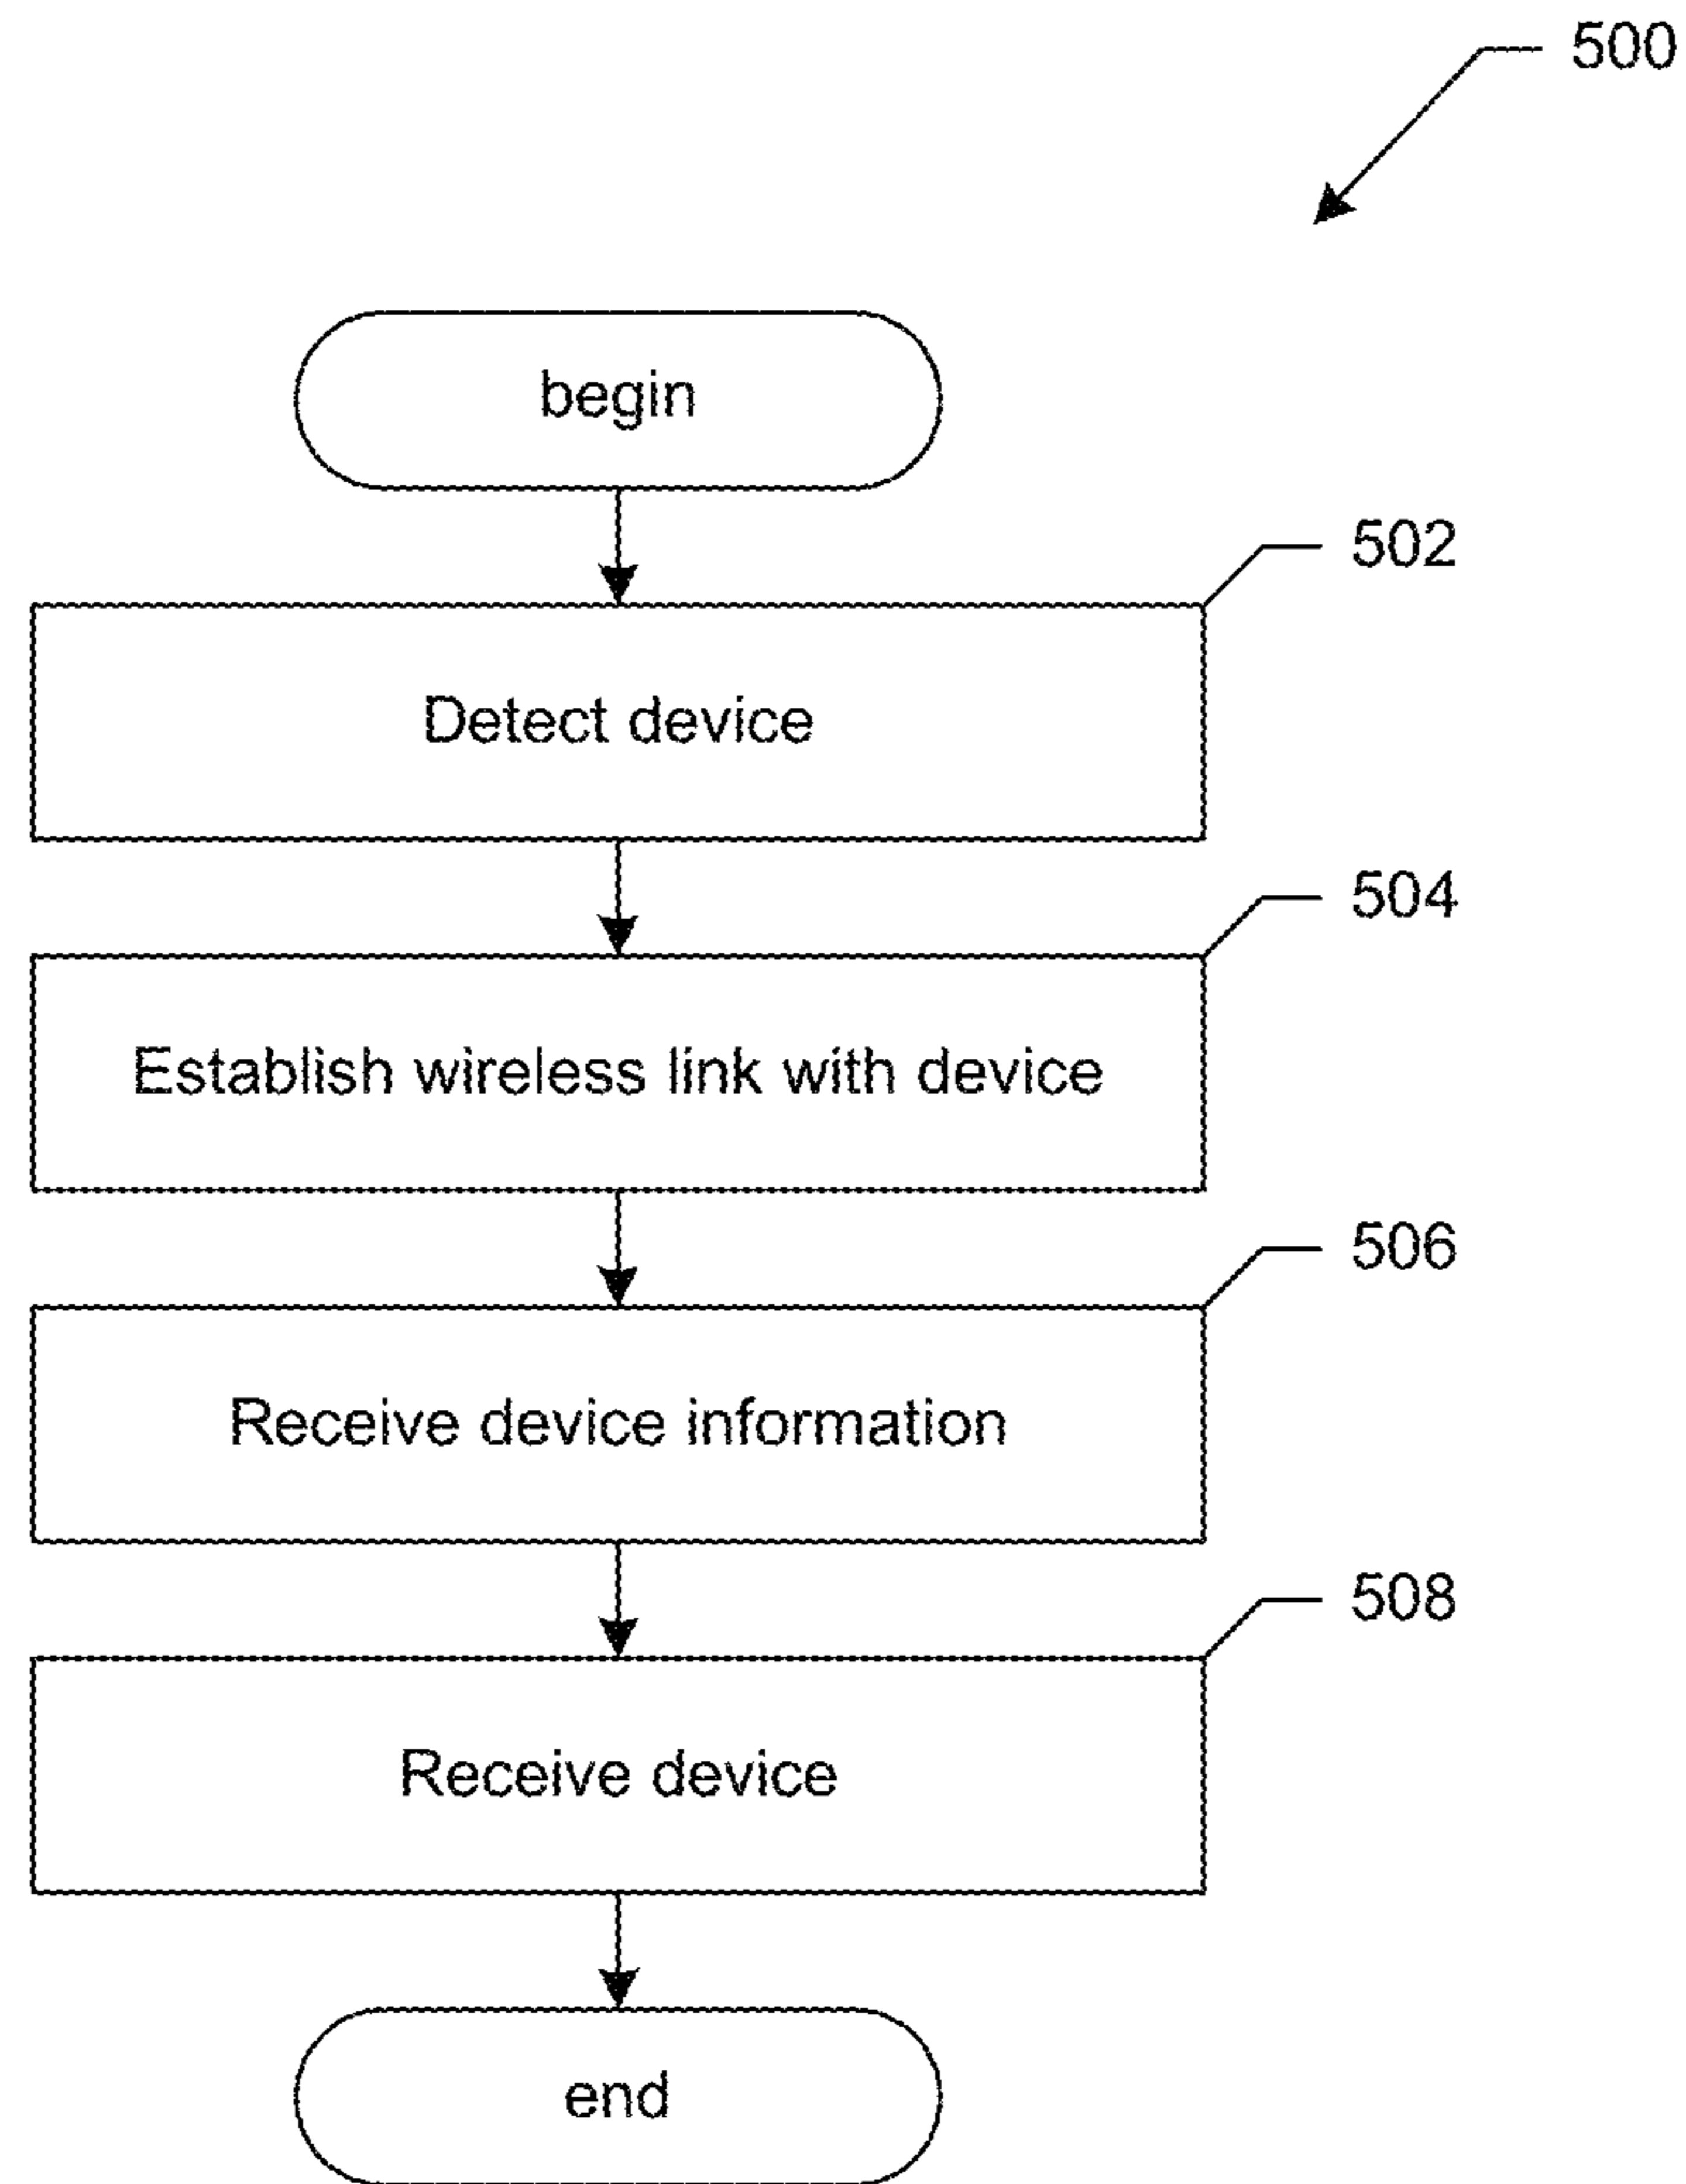 500
begin
502
Detect device
504
Establish wireless link with device
506
Receive device information
508
Receive device
end